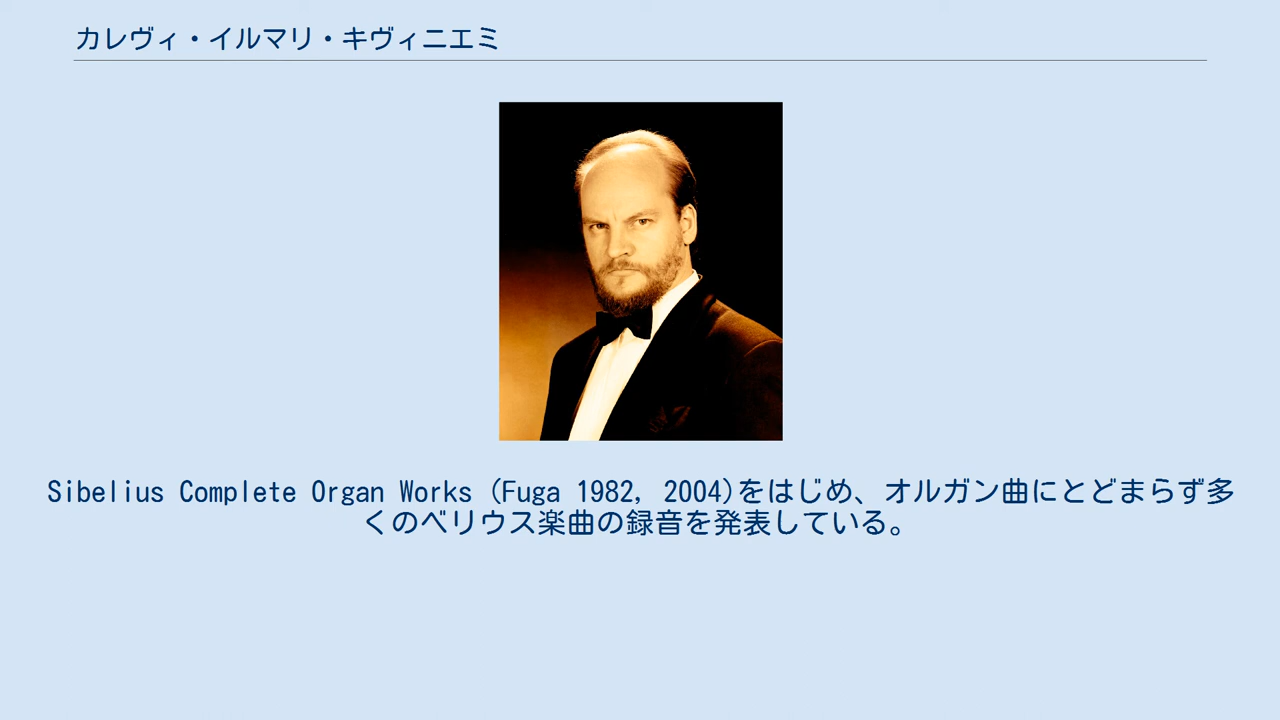 カレヴィ・イルマリ・キヴィニエミ
Sibelius Complete Organ Works (Fuga 1982, 2004)をはじめ、オルガン曲にとどまらず多
くのベリウス楽曲の録音を発表している。